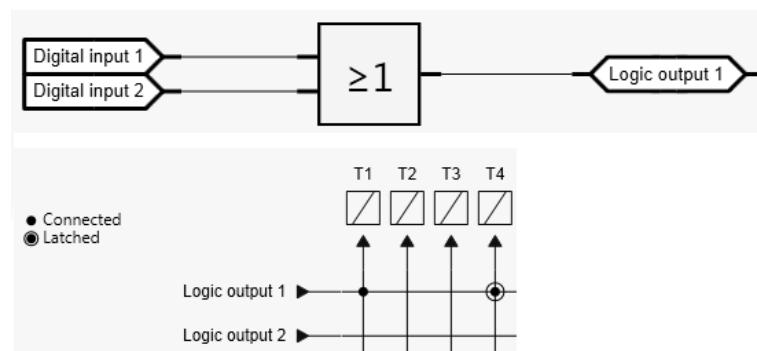 Digital input 1
Digital input 2
≥1
Logic output 1
T1 T2 T3 T4
Connected
Latched
Logic output 1
Logic output 2